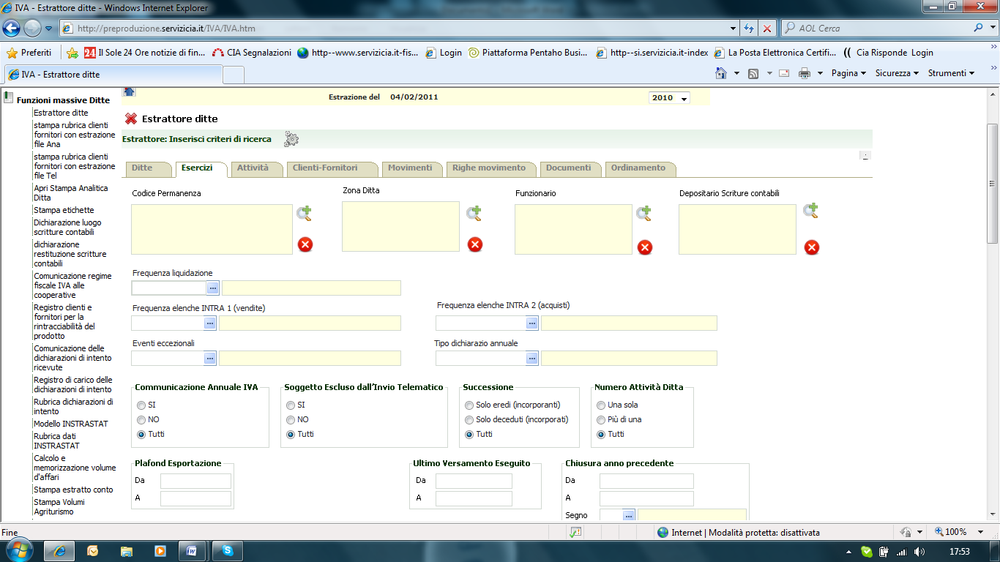 IVA - Estrattore ditte - Windows Internet Explorer
http://preproduzione.servizicia.it/IVA/IVA.htm
AOL Cerca
Preferiti
24 Il Sole 24 Ore notizie di fin...
CIA Segnalazioni
http--www.servizicia.it-fis...
Login
Piattaforma Pentaho Busi...
http--si.servizicia.it-index
La Posta Elettronica Certifi...
Cia Risponde Login
IVA - Estrattore ditte
Pagina
Sicurezza
Strumenti
Funzioni massive Ditte
Estrattore ditte
stampa rubrica clienti
fornitori con estrazione
file Ana
stampa rubrica clienti
fornitori con estrazione
file Tel
Apri Stampa Analitica
Ditta
Stampa etichette
Dichiarazione luogo
scritture contabili
dichiarazione
restituzione scritture
contabili
Comunicazione regime
fiscale IVA alle
cooperative
Registro clienti e
fornitori per la
rintracciabilità del
prodotto
Comunicazione delle
dichiarazioni di intento
ricevute
Registro di carico delle
dichiarazioni di intento
Rubrica dichiarazioni di
intento
Modello INSTRASTAT
Rubrica dati
INSTRASTAT
Calcolo e
memorizzazione volume
d'affari
Stampa estratto conto
Stampa Volumi
Agriturismo
Estrazione del 04/02/2011
2010
Estrattore ditte
Estrattore: Inserisci criteri di ricerca
Ditte
Esercizi
Attività
Clienti-Fornitori
Movimenti
Righe movimento
Documenti
Ordinamento
Codice Permanenza
Zona Ditta
Funzionario
Depositario Scriture contabili
Frequenza liquidazione
...
Frequenza elenche INTRA 1 (vendite)
...
Frequenza elenche INTRA 2 (acquisti)
...
Eventi eccezionali
...
Tipo dichiarazio annuale
...
Communicazione Annuale IVA
SI
NO
Tutti
Soggetto Escluso dall'Invio Telematico
SI
NO
Tutti
Successione
Solo eredi (incorporanti)
Solo deceduti (incorporati)
Tutti
Numero Attività Ditta
Una sola
Più di una
Tutti
Plafond Esportazione
Da
A
Ultimo Versamento Eseguito
Da
A
Chiusura anno precedente
Da
A
Segno
...
Fine
Internet | Modalità protetta: disattivata
100%
17:53